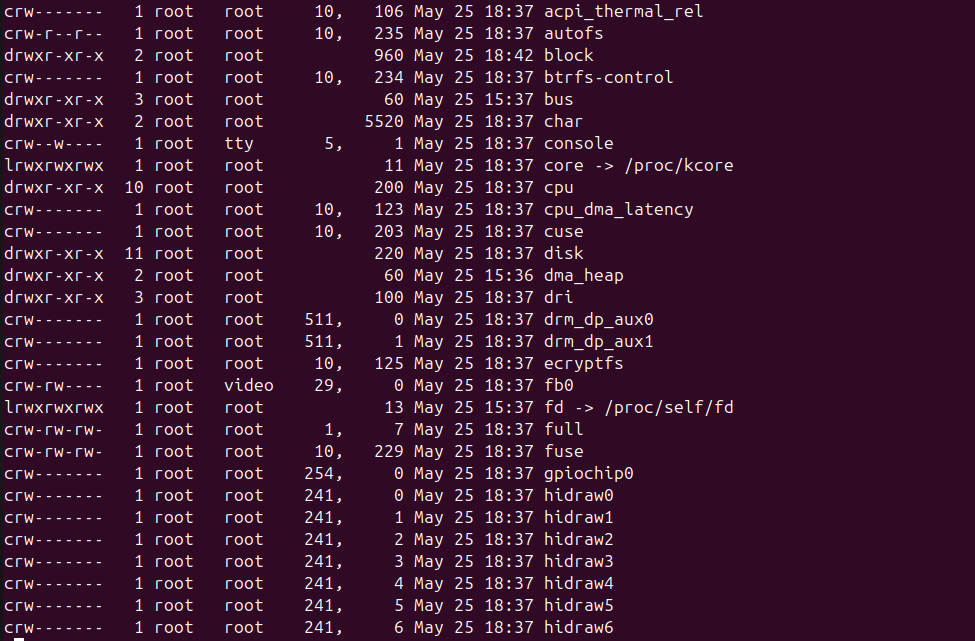 crw-------   1 root   root     10,   106 May 25 18:37 acpi_thermal_rel
crw-r--r--   1 root   root     10,   235 May 25 18:37 autofs
drwxr-xr-x   2 root   root           960 May 25 18:42 block
crw-------   1 root   root     10,   234 May 25 18:37 btrfs-control
drwxr-xr-x   3 root   root            60 May 25 15:37 bus
drwxr-xr-x   2 root   root          5520 May 25 18:37 char
crw--w----   1 root   tty       5,     1 May 25 18:37 console
lrwxrwxrwx   1 root   root            11 May 25 18:37 core -> /proc/kcore
drwxr-xr-x  10 root   root           200 May 25 18:37 cpu
crw-------   1 root   root     10,   123 May 25 18:37 cpu_dma_latency
crw-------   1 root   root     10,   203 May 25 18:37 cuse
drwxr-xr-x  11 root   root           220 May 25 18:37 disk
drwxr-xr-x   2 root   root            60 May 25 15:36 dma_heap
drwxr-xr-x   3 root   root           100 May 25 18:37 dri
crw-------   1 root   root    511,     0 May 25 18:37 drm_dp_aux0
crw-------   1 root   root    511,     1 May 25 18:37 drm_dp_aux1
crw-------   1 root   root     10,   125 May 25 18:37 ecryptfs
crw-rw----   1 root   video    29,     0 May 25 18:37 fb0
lrwxrwxrwx   1 root   root            13 May 25 15:37 fd -> /proc/self/fd
crw-rw-rw-   1 root   root      1,     7 May 25 18:37 full
crw-rw-rw-   1 root   root     10,   229 May 25 18:37 fuse
crw-------   1 root   root    254,     0 May 25 18:37 gpiochip0
crw-------   1 root   root    241,     0 May 25 18:37 hidraw0
crw-------   1 root   root    241,     1 May 25 18:37 hidraw1
crw-------   1 root   root    241,     2 May 25 18:37 hidraw2
crw-------   1 root   root    241,     3 May 25 18:37 hidraw3
crw-------   1 root   root    241,     4 May 25 18:37 hidraw4
crw-------   1 root   root    241,     5 May 25 18:37 hidraw5
crw-------   1 root   root    241,     6 May 25 18:37 hidraw6